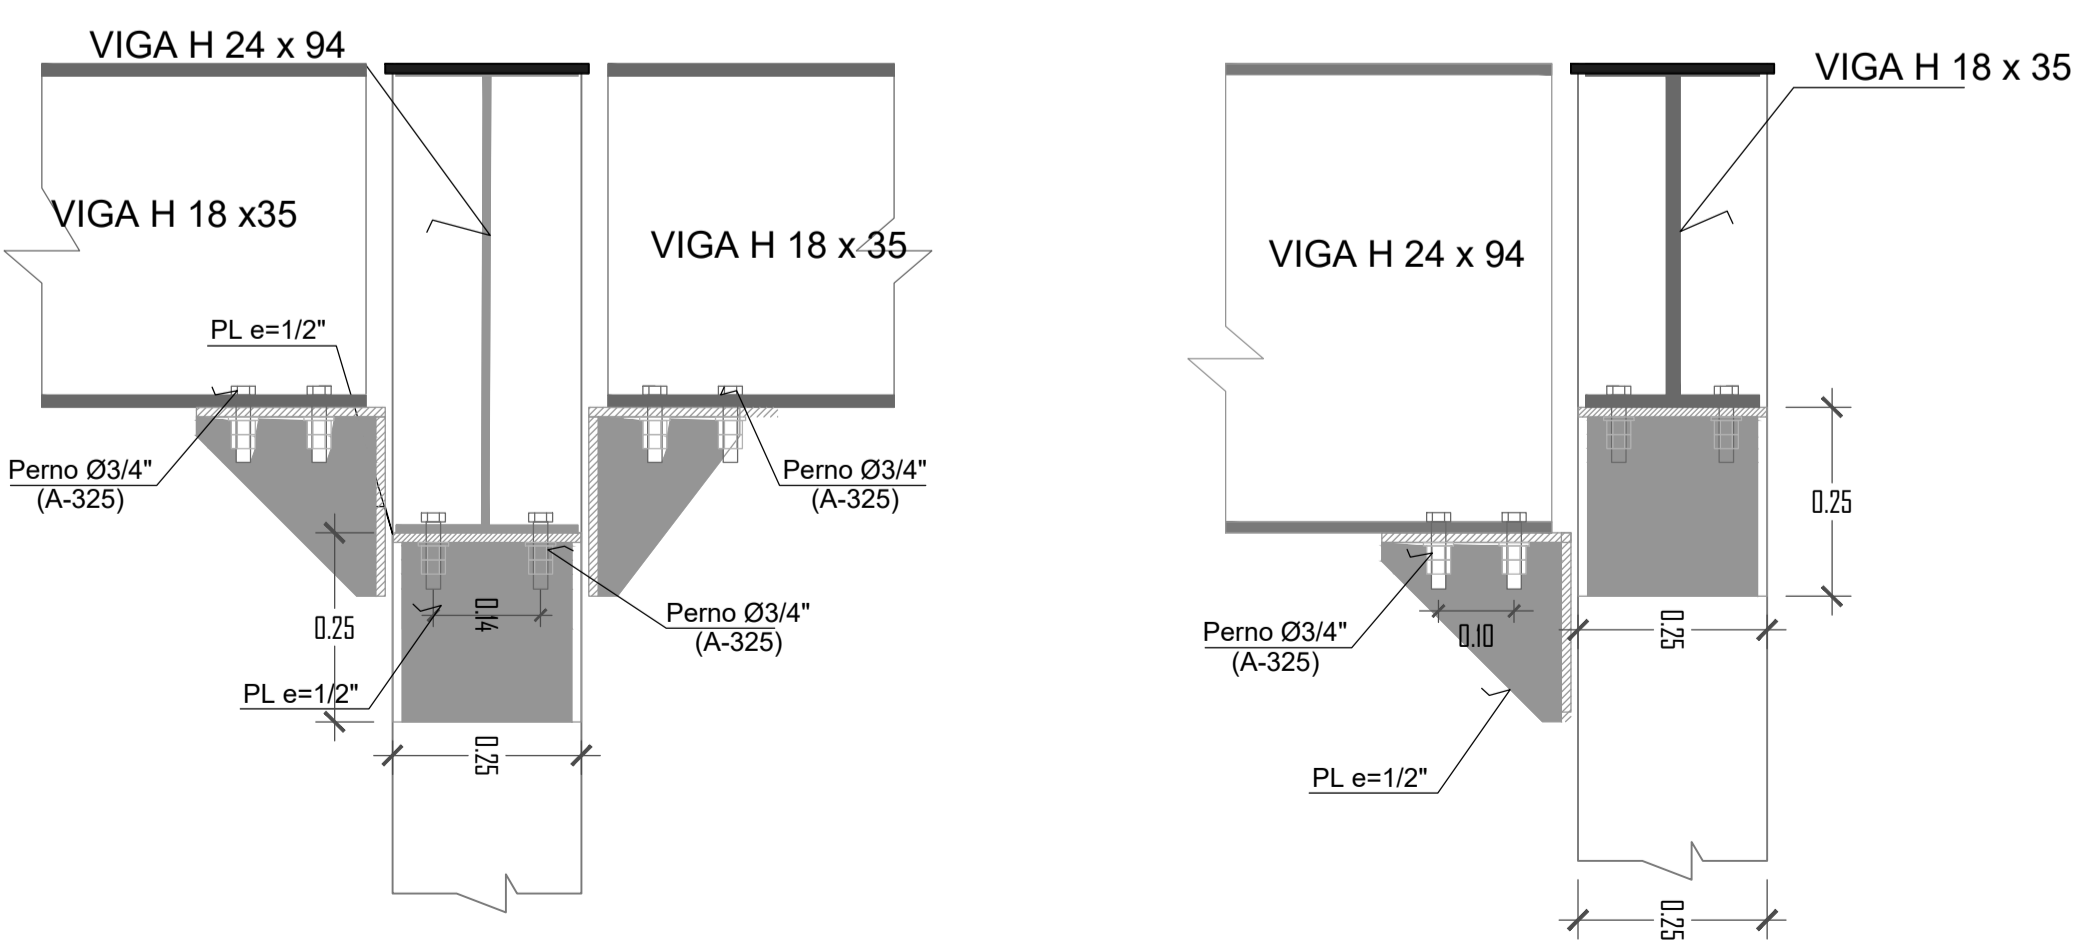 VIGA H 24 x 94
VIGA H 18 x35
VIGA H 18 x 35
PL e=1/2"
Perno Ø3/4"
(A-325)
Perno Ø3/4"
(A-325)
0.25
0.14
Perno Ø3/4"
(A-325)
PL e=1/2"
0.25
VIGA H 18 x 35
VIGA H 24 x 94
0.25
Perno Ø3/4"
(A-325)
0.10
0.25
PL e=1/2"
0.25